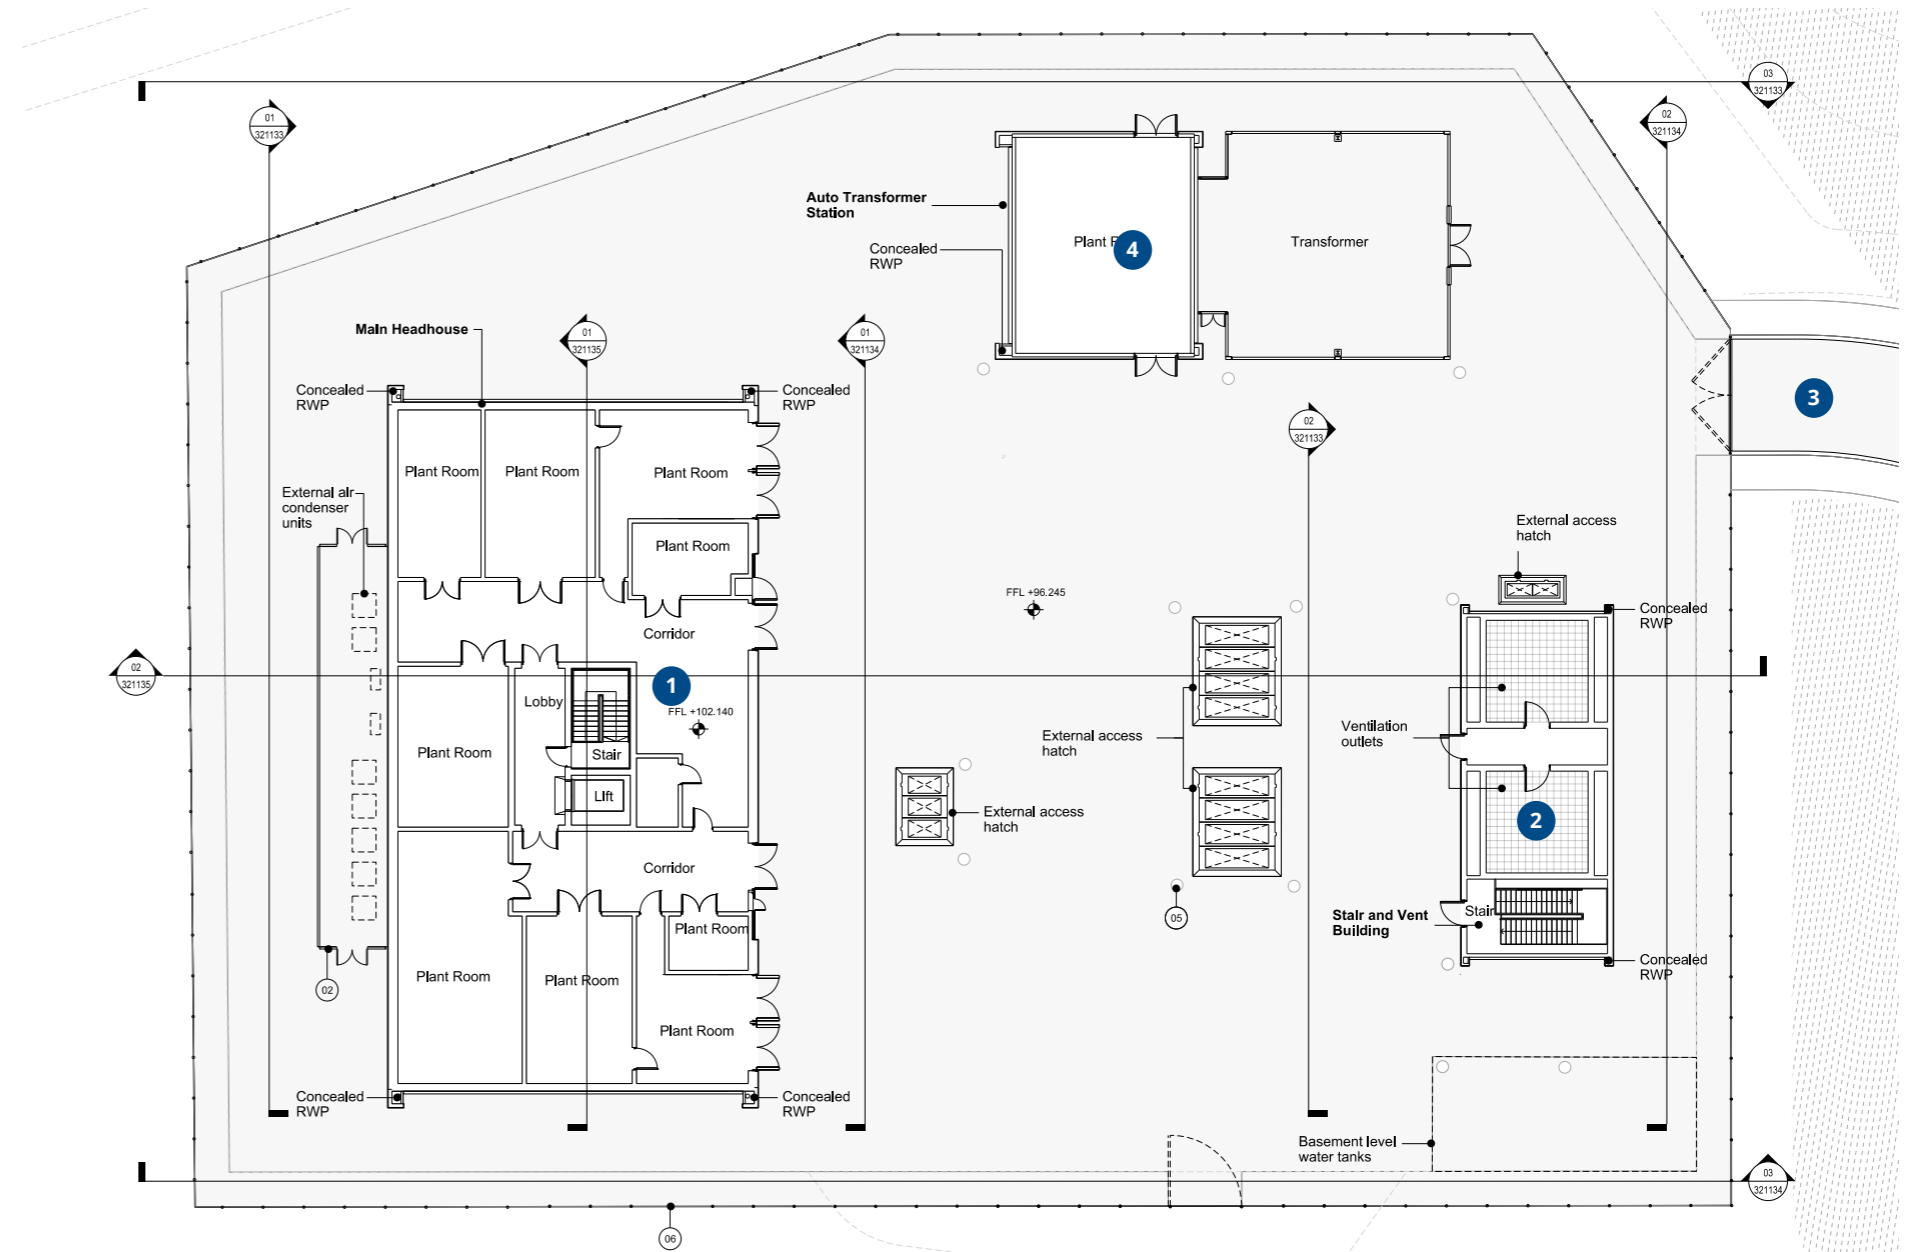 03
321133
01
321133
02
321134
Auto Transformer
Station
Concealed
RWP
Plant
4
Transformer
Main Headhouse
01
321135
01
321134
Concealed
RWP
Concealed
RWP
3
02
321133
Plant Room
Plant Room
Plant Room
External air
condenser
units
Plant Room
External access
hatch
FFL +96.245
Concealed
RWP
Corridor
02
321135
1
Lobby
FFL +102.140
Ventilation
outlets
External access
hatch
Plant Room
Stair
Lift
External access
hatch
2
Corridor
05
Stair and Vent
Building
Stair
Plant Room
Concealed
RWP
Plant Room
Plant Room
02
Plant Room
Concealed
RWP
Concealed
RWP
Basement level
water tanks
03
321134
06